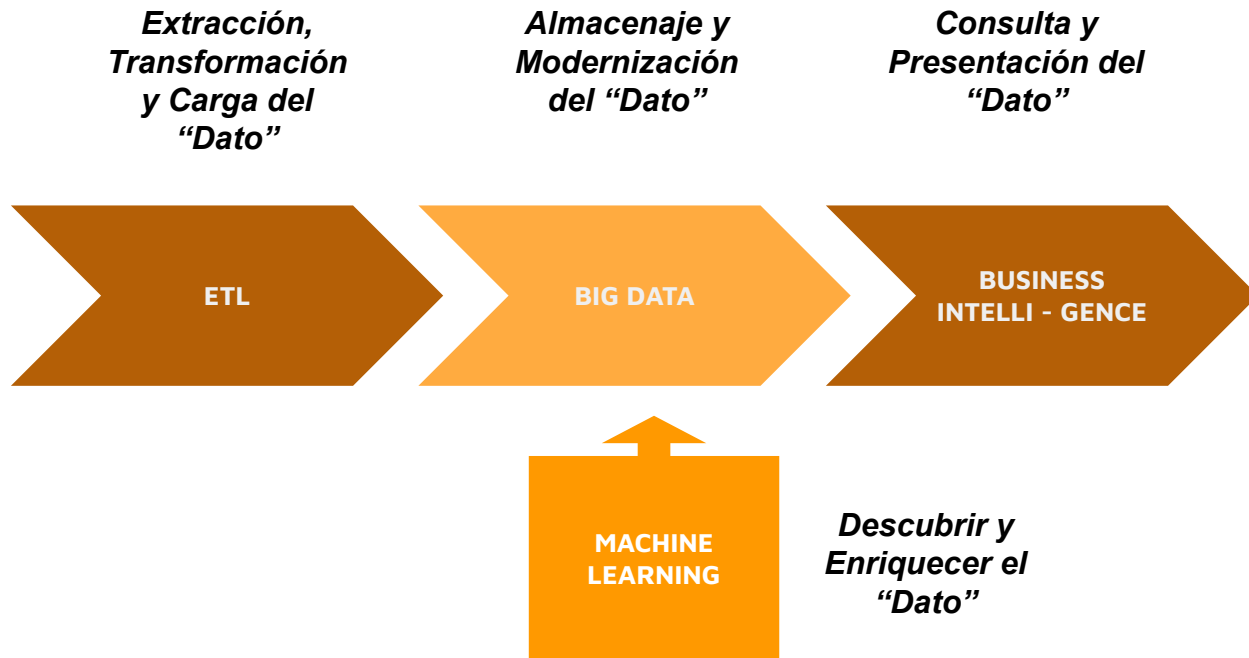 Extracción,
Transformación
y Carga del
“Dato”
Almacenaje y
Modernización
del “Dato”
Consulta y
Presentación del
“Dato”
ETL
BIG DATA
BUSINESS
INTELLI - GENCE
MACHINE
LEARNING
Descubrir y
Enriquecer el
“Dato”